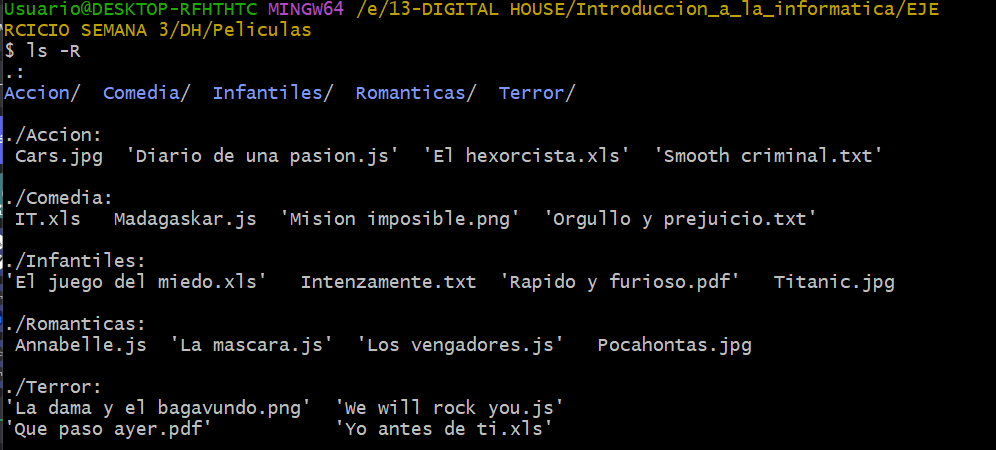 Usuario@DESKTOP-RFHTHTC MINGW64 /e/13-DIGITAL HOUSE/Introduccion_a_la_informatica/EJE
RCICIO SEMANA 3/DH/Peliculas
$ ls -R
.:
Accion/  Comedia/  Infantiles/  Romanticas/  Terror/

./Accion:
 Cars.jpg  'Diario de una pasion.js'  'El hexorcista.xls'  'Smooth criminal.txt'

./Comedia:
 IT.xls   Madagaskar.js  'Mision imposible.png'  'Orgullo y prejuicio.txt'

./Infantiles:
'El juego del miedo.xls'   Intenzamente.txt  'Rapido y furioso.pdf'   Titanic.jpg

./Romanticas:
 Annabelle.js  'La mascara.js'  'Los vengadores.js'   Pocahontas.jpg

./Terror:
'La dama y el bagavundo.png'  'We will rock you.js'
'Que paso ayer.pdf'           'Yo antes de ti.xls'